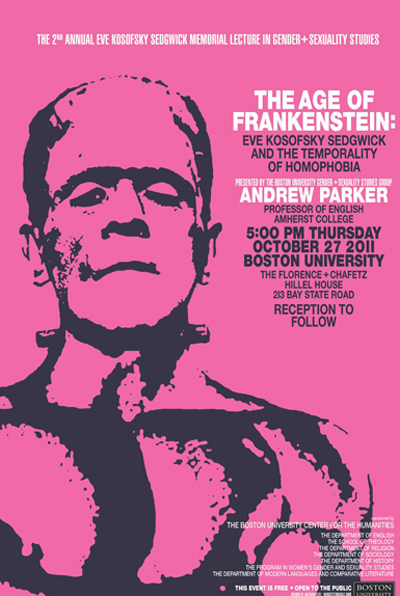 THE 2ND ANNUAL EVE KOSOFSKY SEDGWICK MEMORIAL LECTURE IN GENDER + SEXUALITY STUDIES
THE AGE OF
FRANKENSTEIN:
EVE KOSOFSKY SEDGWICK
AND THE TEMPORALITY
OF HOMOPHOBIA
PRESENTED BY THE BOSTON UNIVERSITY GENDER + SEXUALITY STUDIES GROUP
ANDREW PARKER
PROFESSOR OF ENGLISH
AMHERST COLLEGE
5:00 PM THURSDAY
OCTOBER 27 2011
BOSTON UNIVERSITY
THE FLORENCE + CHAFETZ
HILLEL HOUSE
213 BAY STATE ROAD
RECEPTION TO
FOLLOW
THE BOSTON UNIVERSITY CENTER FOR THE HUMANITIES
THE DEPARTMENT OF ENGLISH
THE SCHOOL OF THEOLOGY
THE DEPARTMENT OF RELIGION
THE DEPARTMENT OF SOCIOLOGY
THE DEPARTMENT OF HISTORY
THE PROGRAM IN WOMEN'S GENDER AND SEXUALITY STUDIES
THE DEPARTMENT OF MODERN LANGUAGES AND COMPARATIVE LITERATURE
THIS EVENT IS FREE + OPEN TO THE PUBLIC
BOSTON
UNIVERSITY